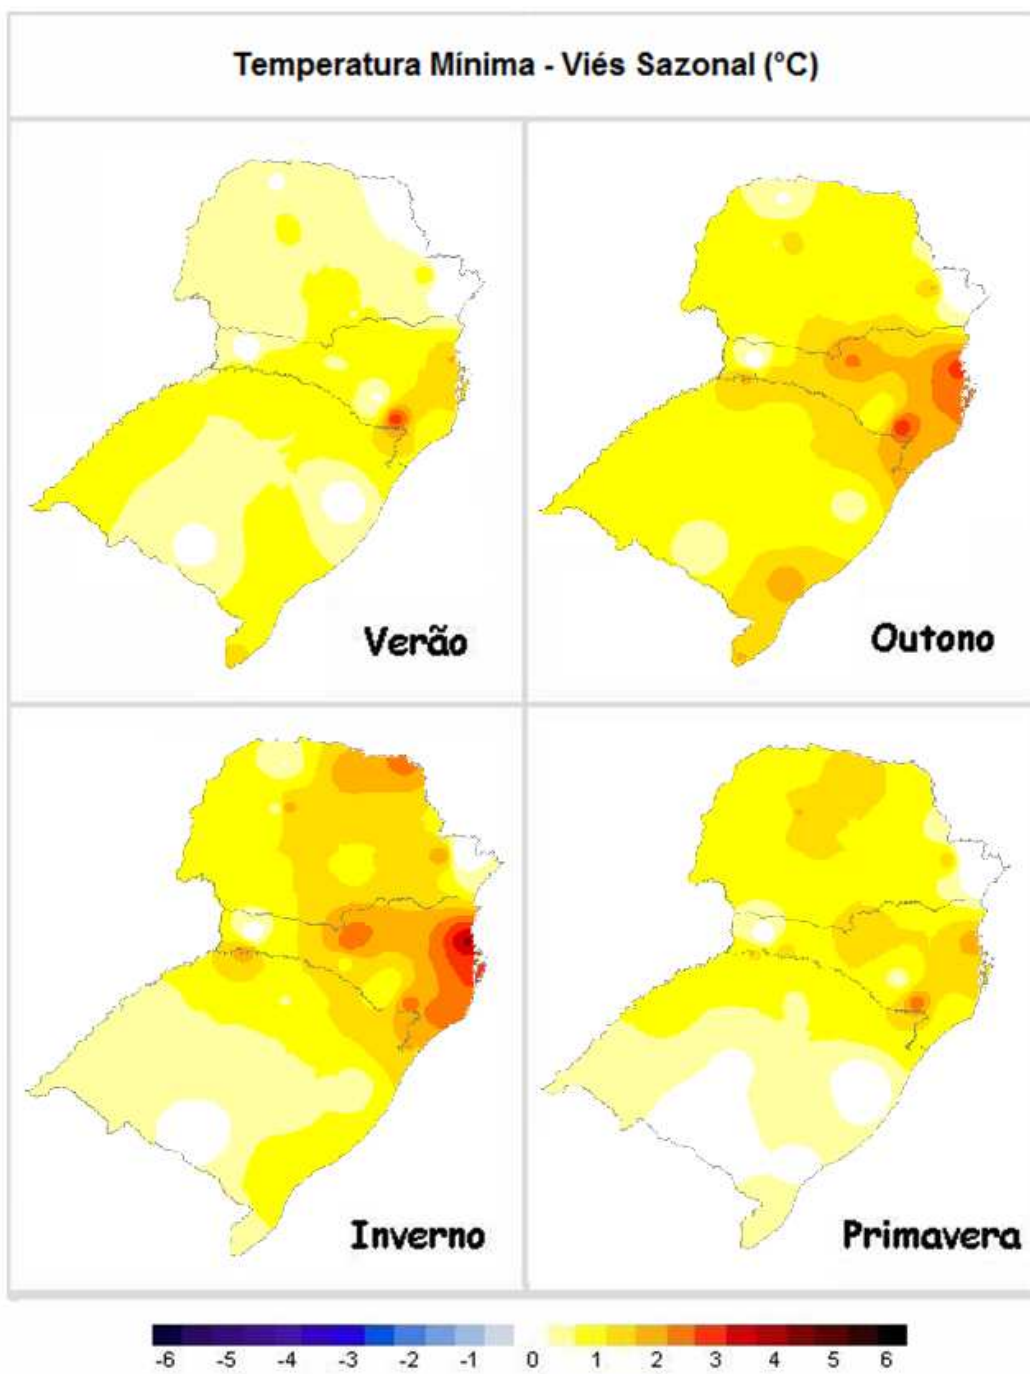 Temperatura Mínima - Viés Sazonal (°C)
Verão
Outono
Inverno
Primavera
-6 -5 -4 -3 -2 -1 0 1 2 3 4 5 6